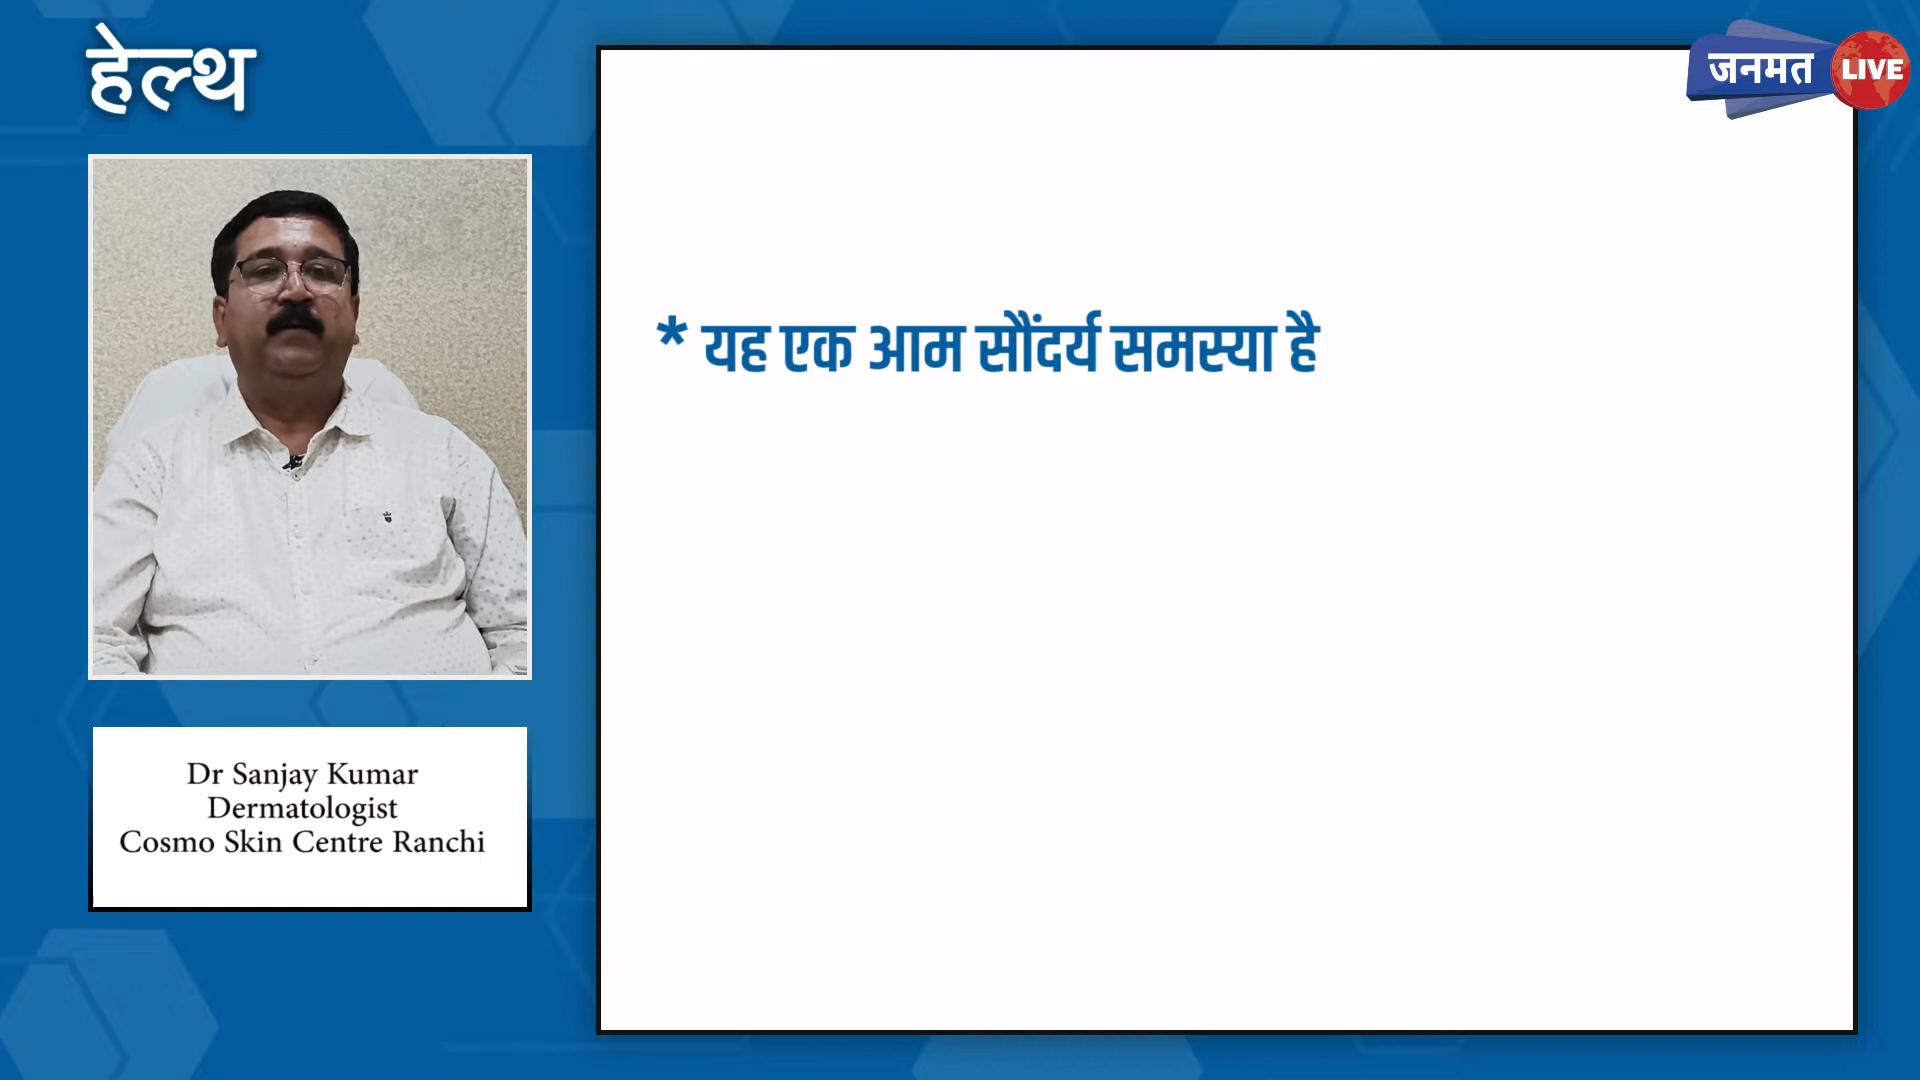 हेल्थ
जनमत LIVE
* यह एक आम सौंदर्य समस्या है
Dr Sanjay Kumar
Dermatologist
Cosmo Skin Centre Ranchi